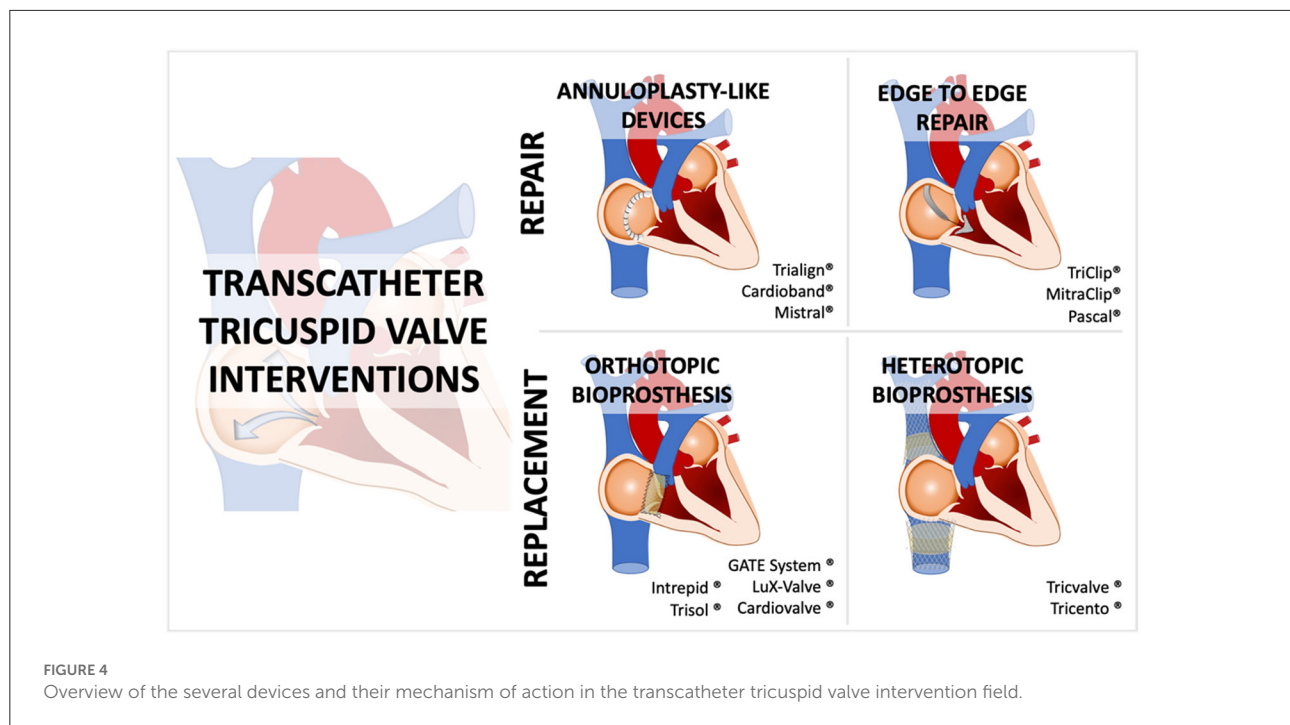 TRANSCATHETER
TRICUSPID VALVE
INTERVENTIONS
REPAIR
ANNULOPLASTY-LIKE
DEVICES
Trialign®
Cardioband®
Mistral®
EDGE TO EDGE
REPAIR
TriClip®
MitraClip®
Pascal®
REPLACEMENT
ORTHOTOPIC
BIOPROSTHESIS
GATE System ®
Intrepid ® LuX-Valve ®
Trisol ® Cardiovalve ®
HETEROTOPIC
BIOPROSTHESIS
Tricvalve ®
Tricento ®
FIGURE 4
Overview of the several devices and their mechanism of action in the transcatheter tricuspid valve intervention field.